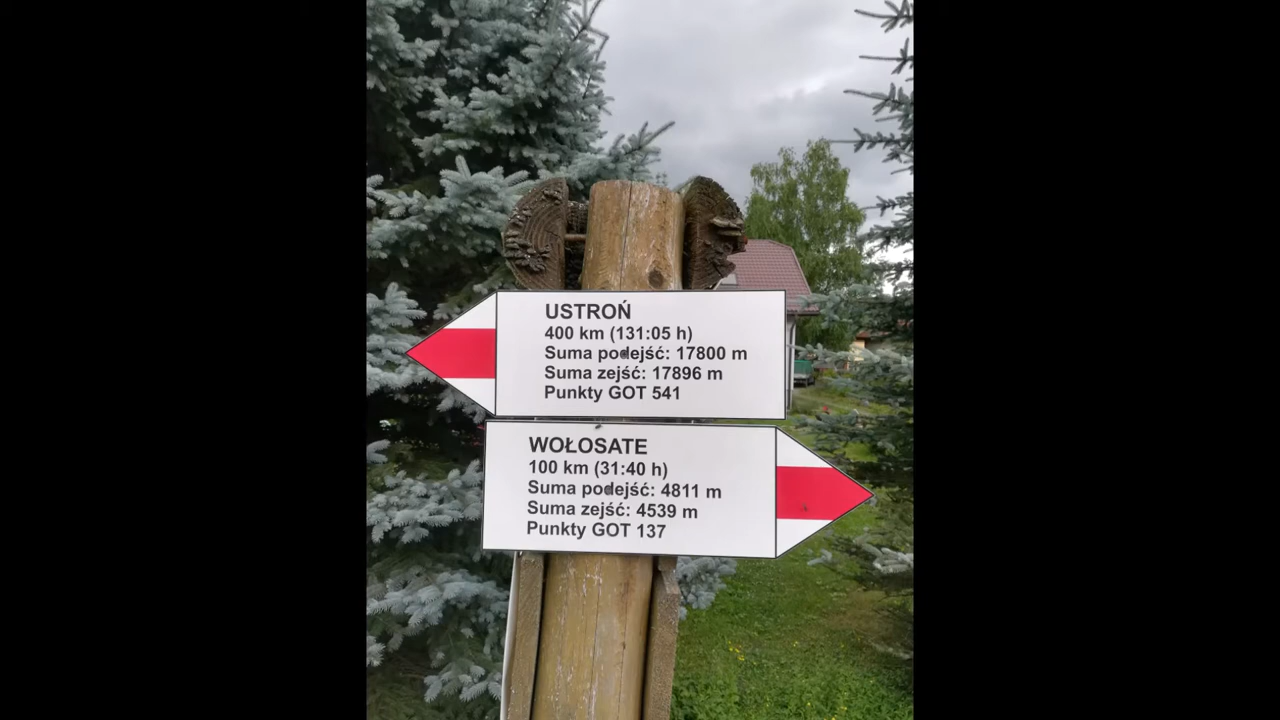 USTROŃ
400 km (131:05 h)
Suma podejść: 17800 m
Suma zejść: 17896 m
Punkty GOT 541
WOŁOSATE
100 km (31:40 h)
Suma podejść: 4811 m
Suma zejść: 4539 m
Punkty GOT 137